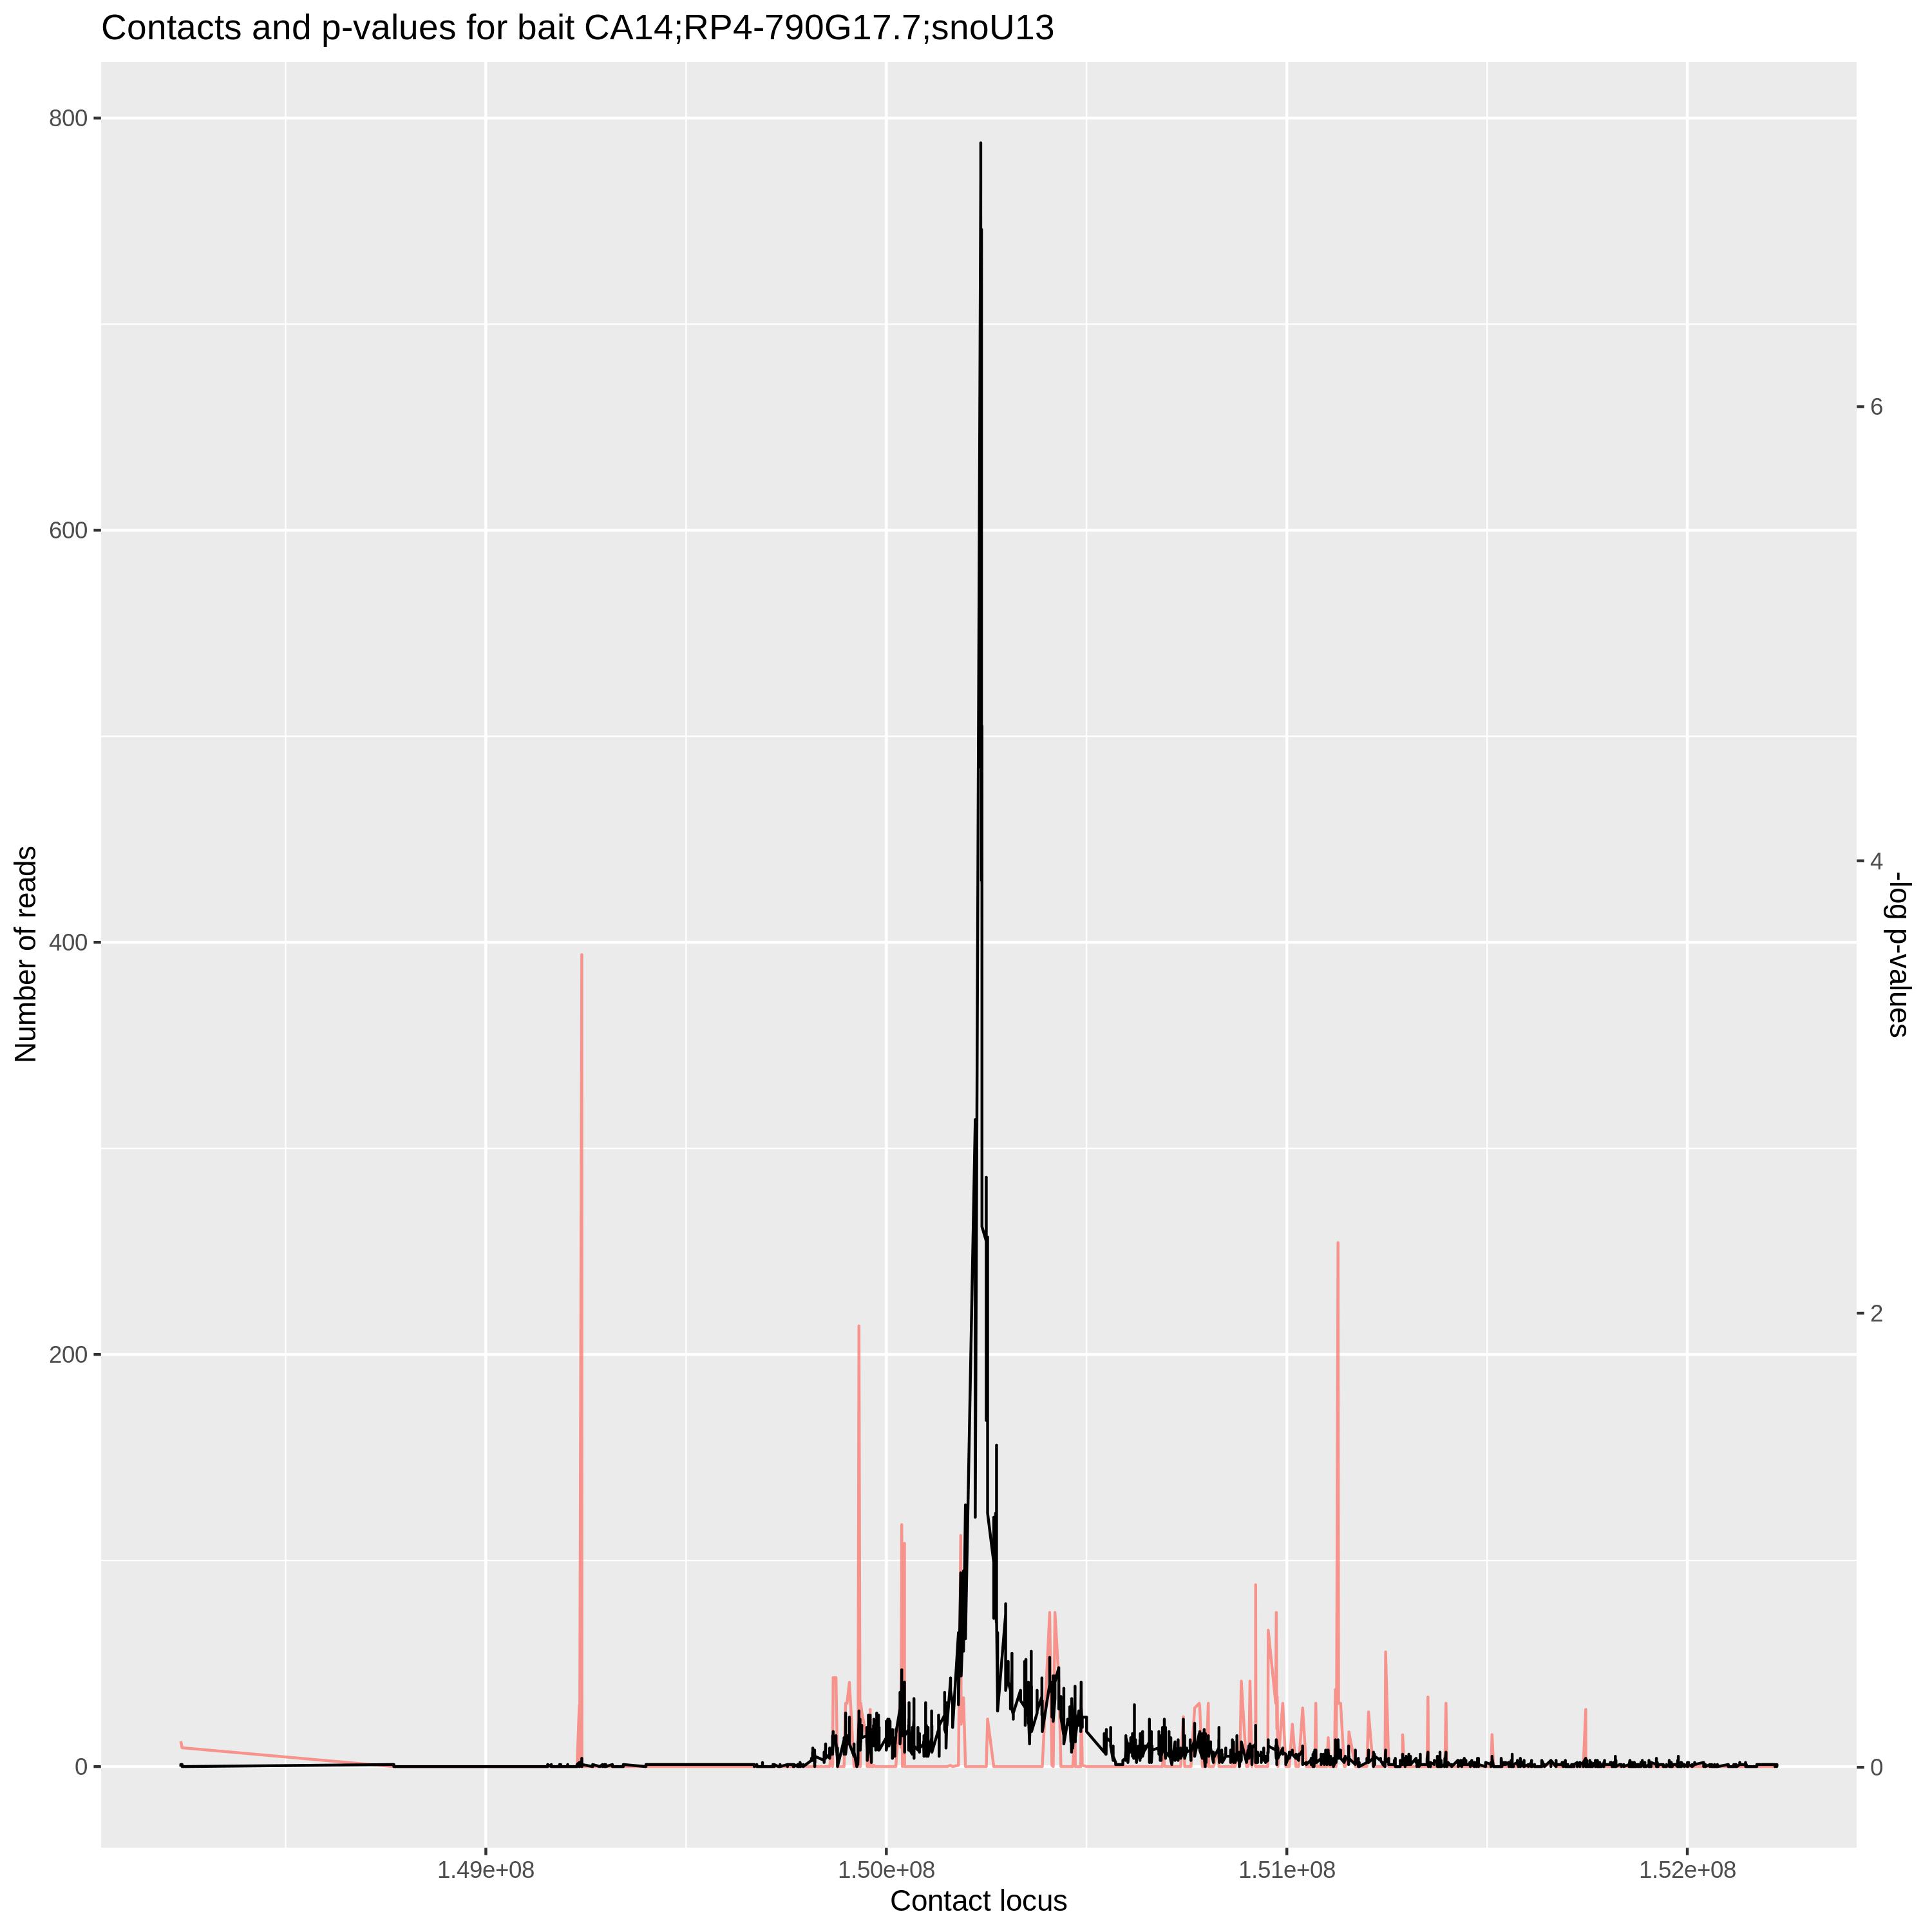 Contacts and p-values for bait CA14;RP4-790G17.7;snoU13
800
600
400
200
0
Number of reads
6
4
2
0
-log p-values
1.49e+08
1.50e+08
1.51e+08
1.52e+08
Contact locus